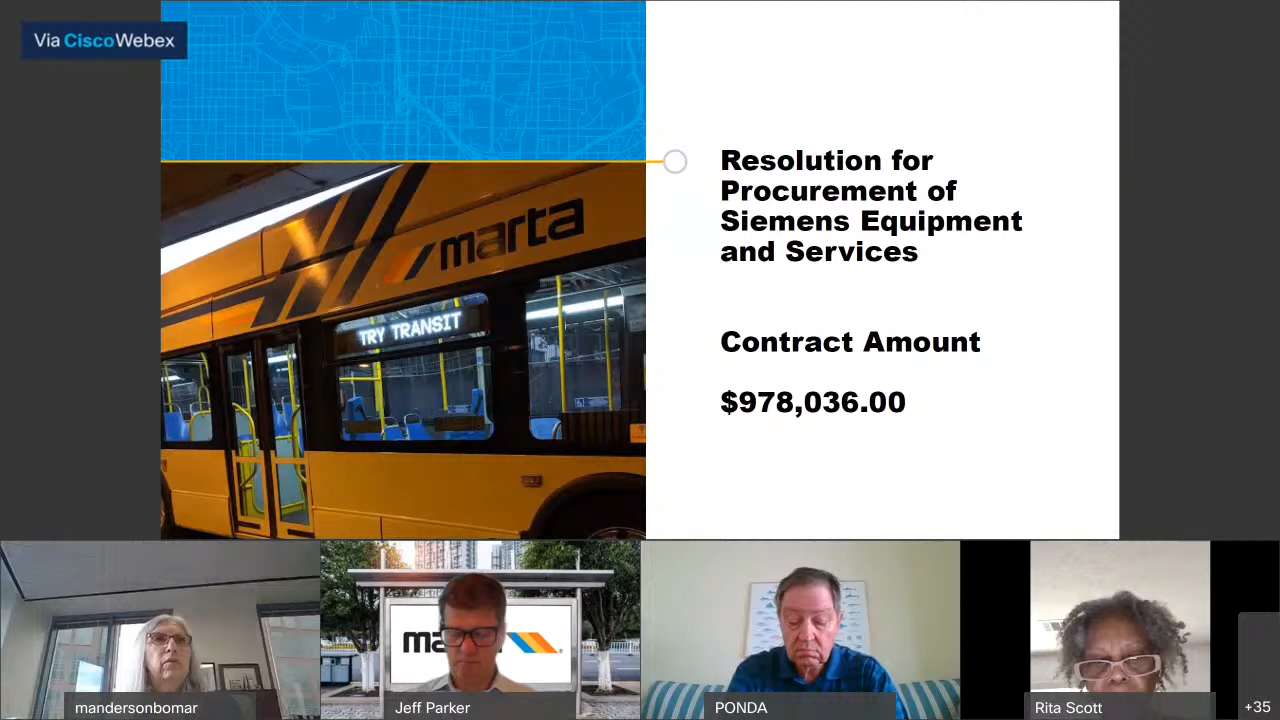 Via CiscoWebex
Resolution for
Procurement of
Siemens Equipment
and Services
Contract Amount
$978,036.00
marta
TRY TRANSIT
ma
mandersonbomar
Jeff Parker
PONDA
Rita Scott
+35